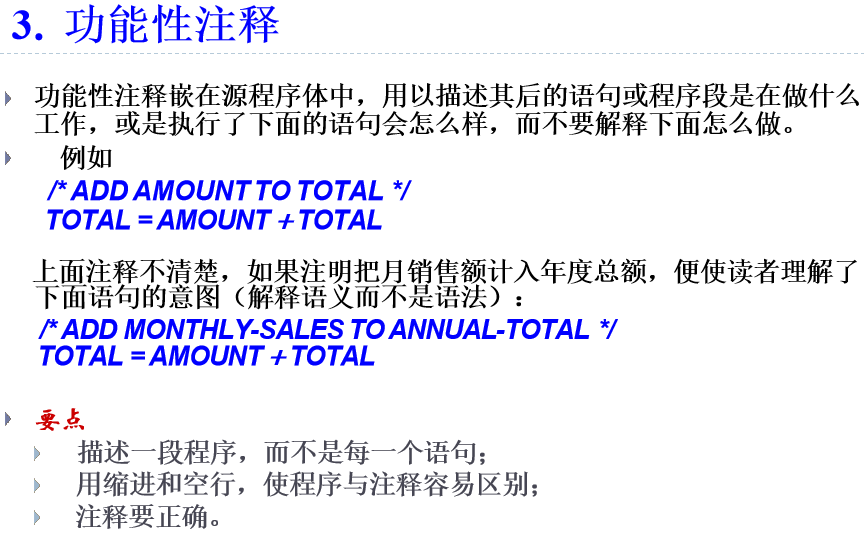 3. 功能性注释
功能性注释嵌在源程序体中，用以描述其后的语句或程序段是在做什么
工作，或是执行了下面的语句会怎么样，而不要解释下面怎么做。
例如
/* ADD AMOUNT TO TOTAL */
TOTAL = AMOUNT＋TOTAL
上面注释不清楚，如果注明把月销售额计入年度总额，便使读者理解了
下面语句的意图（解释语义而不是语法）：
/* ADD MONTHLY-SALES TO ANNUAL-TOTAL */
TOTAL = AMOUNT＋TOTAL
要点
描述一段程序，而不是每一个语句；
用缩进和空行，使程序与注释容易区别；
注释要正确。